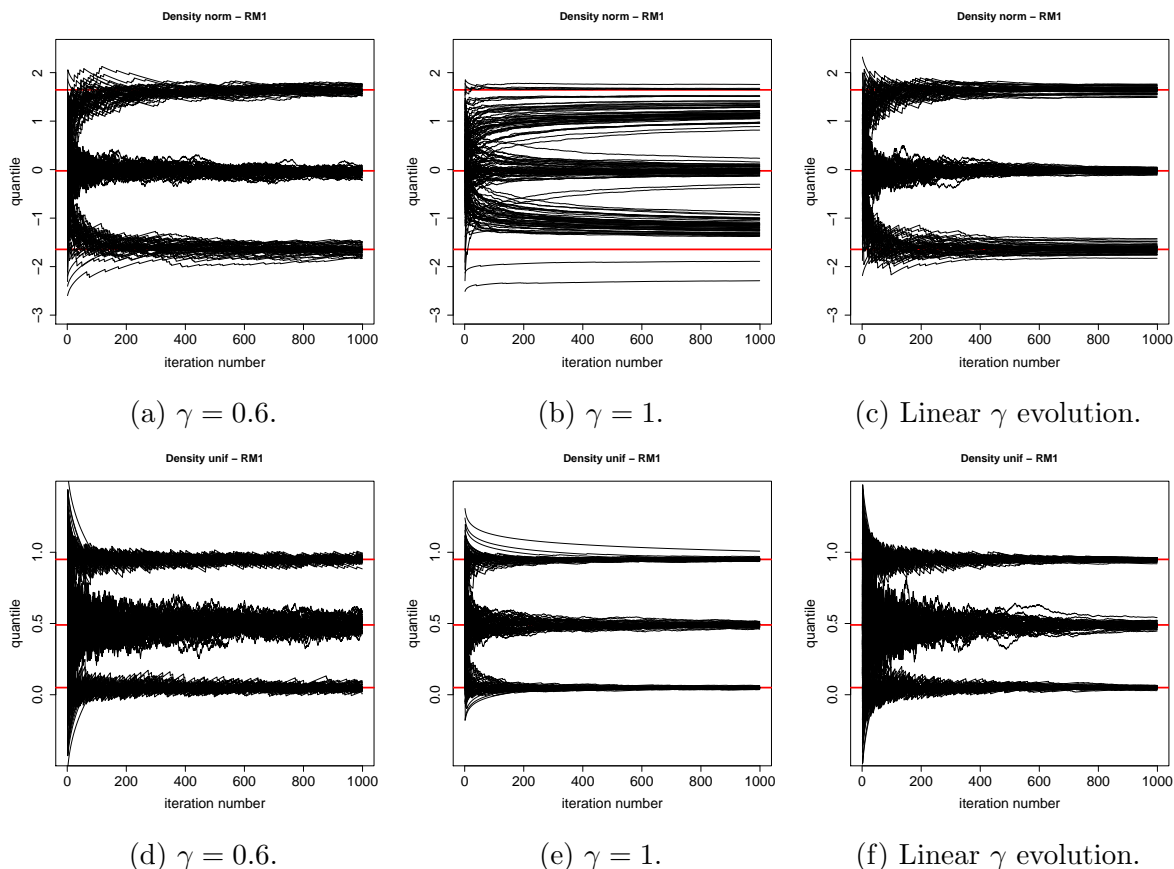 Density norm − RM1
quantile
2
1
0
−1
−2
−3
0 200 400 600 800 1000
iteration number
(a) γ = 0.6.
Density norm − RM1
quantile
2
1
0
−1
−2
−3
0 200 400 600 800 1000
iteration number
(b) γ = 1.
Density norm − RM1
quantile
2
1
0
−1
−2
−3
0 200 400 600 800 1000
iteration number
(c) Linear γ evolution.
Density unif − RM1
quantile
1.0
0.5
0.0
0 200 400 600 800 1000
iteration number
(d) γ = 0.6.
Density unif − RM1
quantile
1.0
0.5
0.0
0 200 400 600 800 1000
iteration number
(e) γ = 1.
Density unif − RM1
quantile
1.0
0.5
0.0
0 200 400 600 800 1000
iteration number
(f) Linear γ evolution.